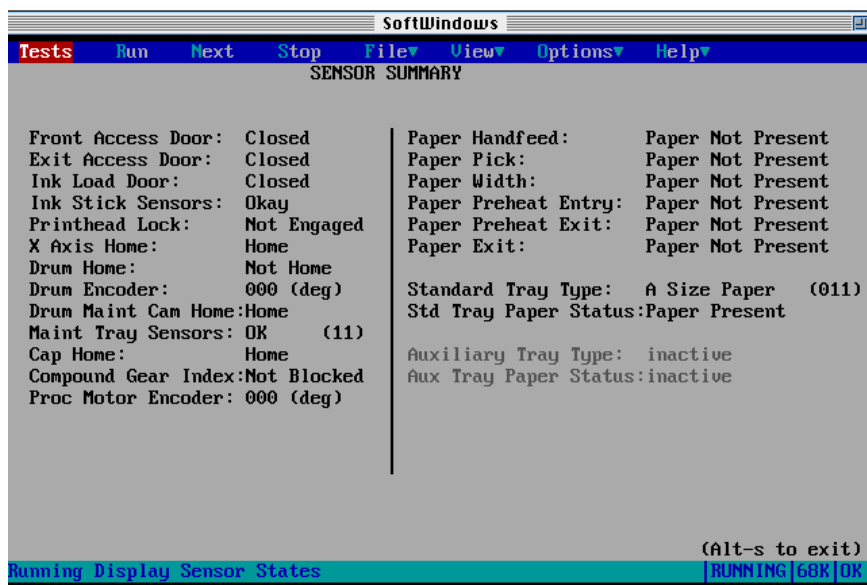 SoftWindows
Tests Run Next Stop File▼ View▼ Options▼ Help▼
SENSOR SUMMARY
Front Access Door: Closed
Exit Access Door: Closed
Ink Load Door: Closed
Ink Stick Sensors: Okay
Printhead Lock: Not Engaged
X Axis Home: Home
Drum Home: Not Home
Drum Encoder: 000 (deg)
Drum Maint Cam Home:Home
Maint Tray Sensors: OK (11)
Cap Home: Home
Compound Gear Index:Not Blocked
Proc Motor Encoder: 000 (deg)
Paper Handfeed: Paper Not Present
Paper Pick: Paper Not Present
Paper Width: Paper Not Present
Paper Preheat Entry: Paper Not Present
Paper Preheat Exit: Paper Not Present
Paper Exit: Paper Not Present
Standard Tray Type: A Size Paper (011)
Std Tray Paper Status:Paper Present
Auxiliary Tray Type: inactive
Aux Tray Paper Status:inactive
(Alt-s to exit)
Running Display Sensor States RUNNING 68K OK